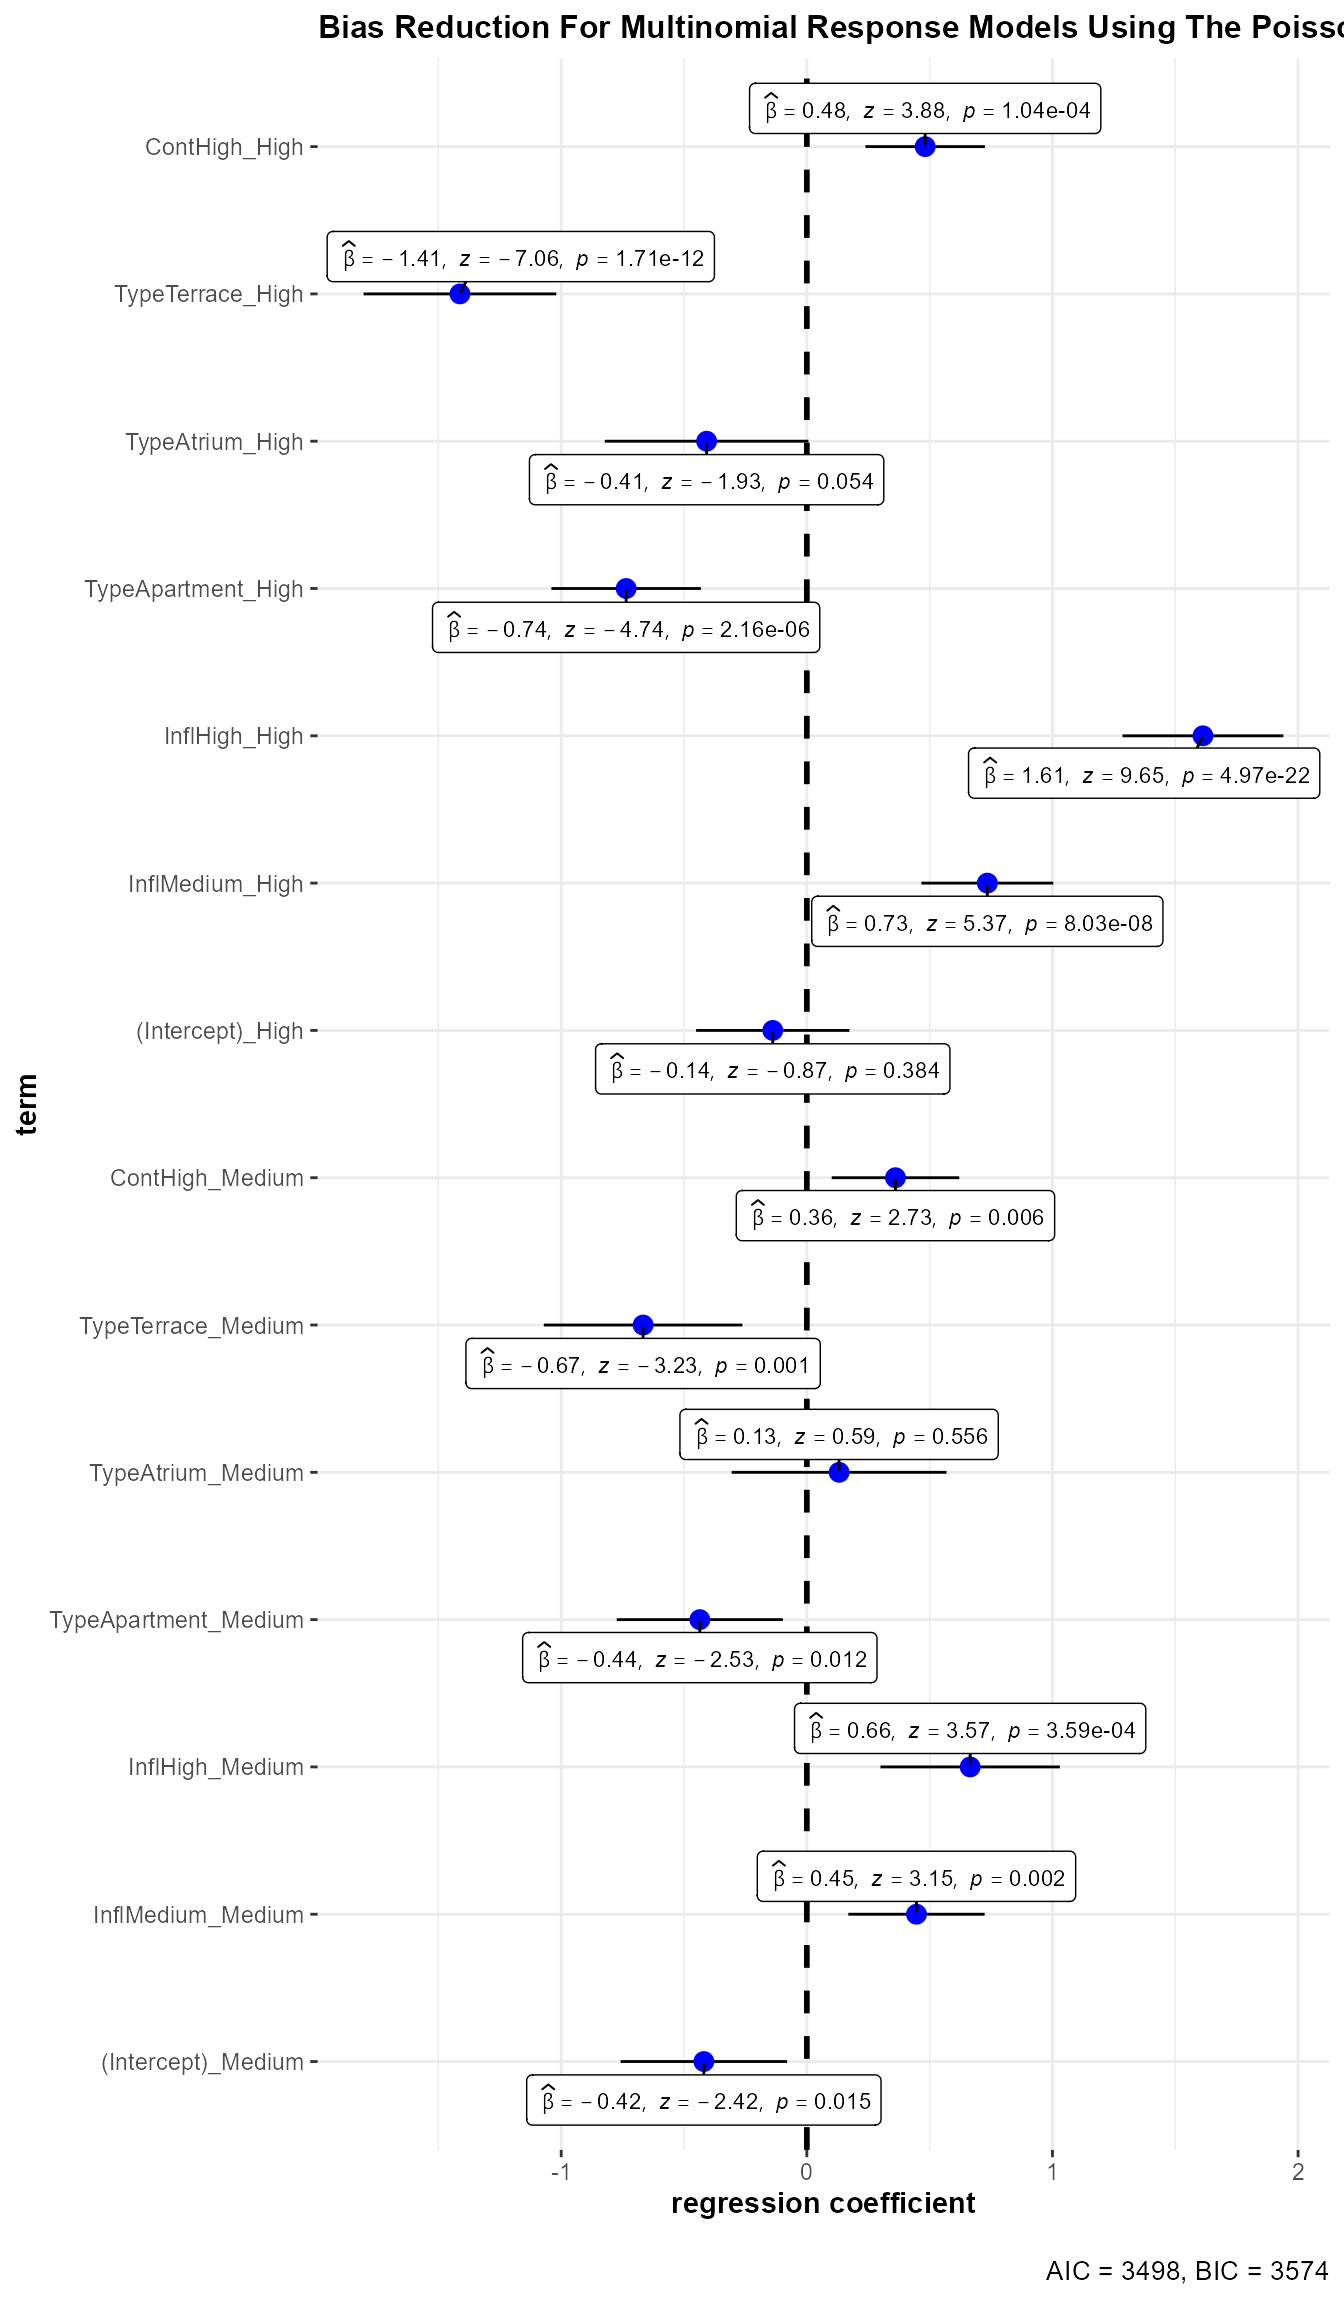 Bias Reduction For Multinomial Response Models Using The
ContHigh_High
β̂ = 0.48, z = 3.88, p = 1.04e-04
TypeTerrace_High
β̂ = −1.41, z = −7.06, p = 1.71e-12
TypeAtrium_High
β̂ = −0.41, z = −1.93, p = 0.054
TypeApartment_High
β̂ = −0.74, z = −4.74, p = 2.16e-06
InflHigh_High
β̂ = 1.61, z = 9.65, p = 4.97e-22
InflMedium_High
β̂ = 0.73, z = 5.37, p = 8.03e-08
(Intercept)_High
β̂ = −0.14, z = −0.87, p = 0.384
term
ContHigh_Medium
β̂ = 0.36, z = 2.73, p = 0.006
TypeTerrace_Medium
β̂ = −0.67, z = −3.23, p = 0.001
β̂ = 0.13, z = 0.59, p = 0.556
TypeAtrium_Medium
TypeApartment_Medium
β̂ = −0.44, z = −2.53, p = 0.012
β̂ = 0.66, z = 3.57, p = 3.59e-04
InflHigh_Medium
β̂ = 0.45, z = 3.15, p = 0.002
InflMedium_Medium
(Intercept)_Medium
β̂ = −0.42, z = −2.42, p = 0.015
-1 0 1 2
regression coefficient
AIC = 3498, BIC = 3574